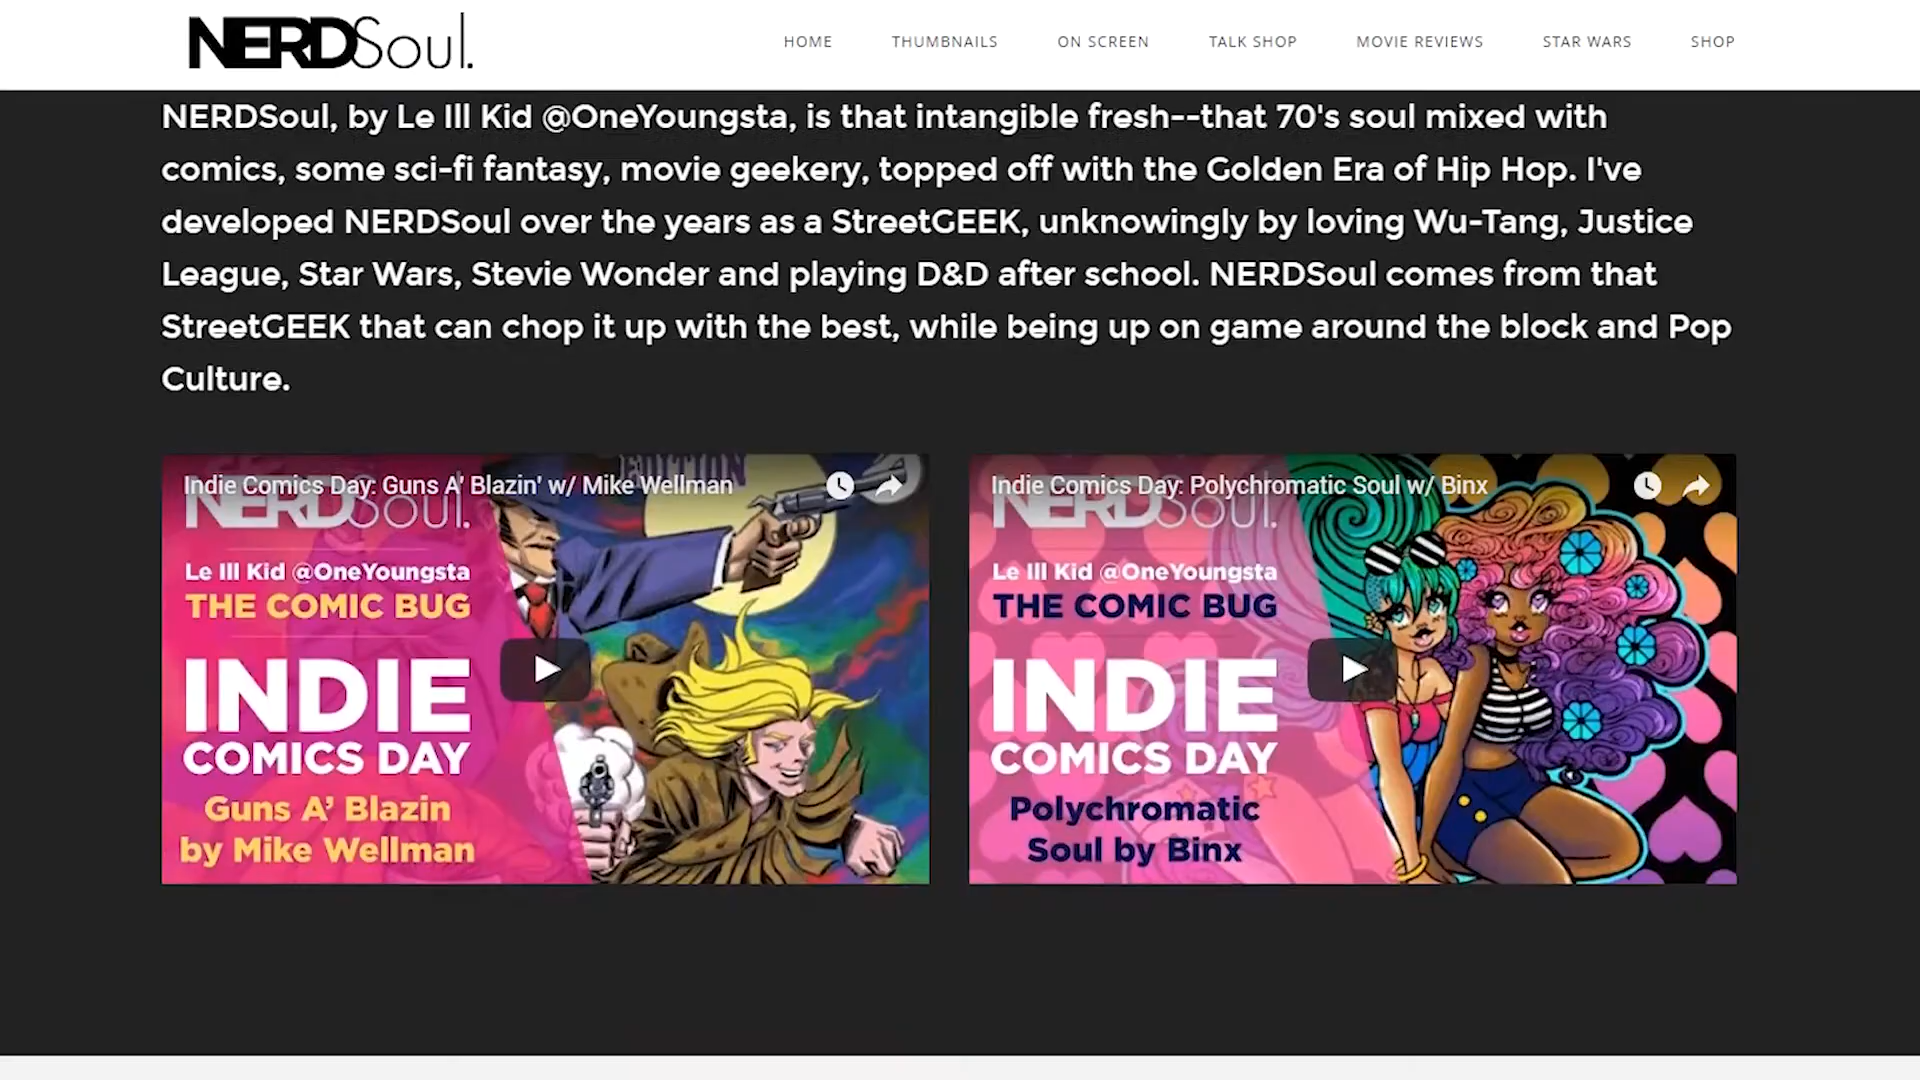 NERDSoul.
HOME THUMBNAILS ON SCREEN TALK SHOP MOVIE REVIEWS STAR WARS SHOP
NERDSoul, by Le Ill Kid @OneYoungsta, is that intangible fresh--that 70's soul mixed with
comics, some sci-fi fantasy, movie geekery, topped off with the Golden Era of Hip Hop. I've
developed NERDSoul over the years as a StreetGEEK, unknowingly by loving Wu-Tang, Justice
League, Star Wars, Stevie Wonder and playing D&D after school. NERDSoul comes from that
StreetGEEK that can chop it up with the best, while being up on game around the block and Pop
Culture.
EDITION
Indie Comics Day: Guns A' Blazin' w/ Mike Wellman
NERDSoul.
Le Ill Kid @OneYoungsta
THE COMIC BUG
INDIE
COMICS DAY
Guns A’ Blazin
by Mike Wellman
Indie Comics Day: Polychromatic Soul w/ Binx
NERDSoul.
Le Ill Kid @OneYoungsta
THE COMIC BUG
INDIE
COMICS DAY
Polychromatic
Soul by Binx